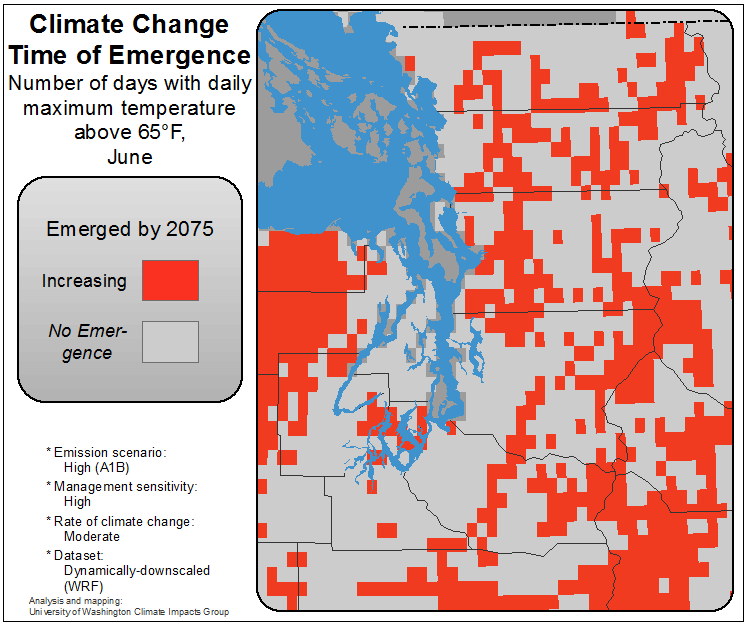 Climate Change
Time of Emergence
Number of days with daily
maximum temperature
above 65°F,
June
Emerged by 2075
Increasing
No Emer-
gence
* Emission scenario:
High (A1B)
* Management sensitivity:
High
* Rate of climate change:
Moderate
* Dataset:
Dynamically-downscaled
(WRF)
Analysis and mapping:
University of Washington Climate Impacts Group